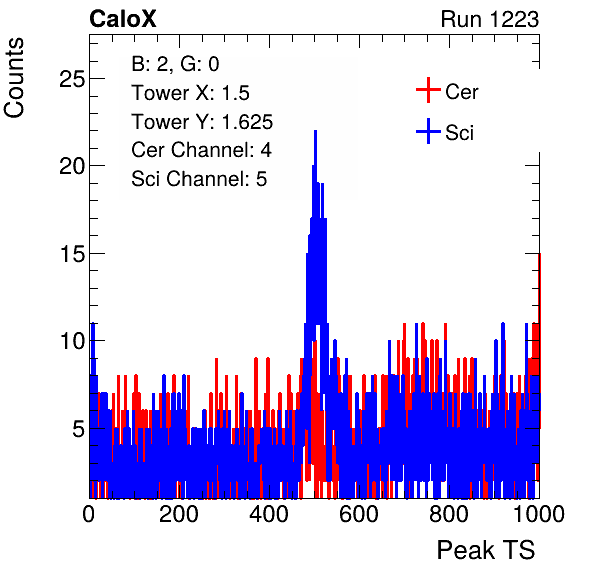 CaloX
Run 1223
Counts
B: 2, G: 0
Tower X: 1.5
Tower Y: 1.625
Cer Channel: 4
Sci Channel: 5
Cer
Sci
25
20
15
10
5
0 200 400 600 800 1000
Peak TS